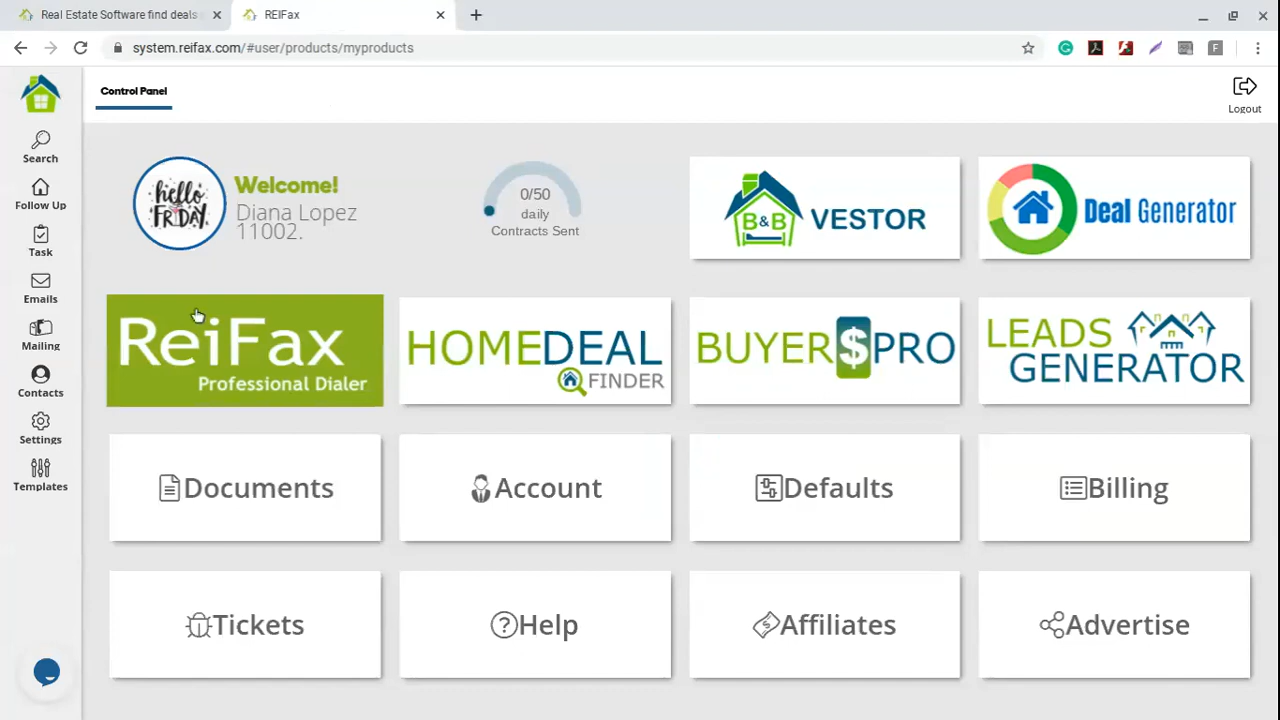 Real Estate Software find deals
REIFax
system.reifax.com/#user/products/myproducts
Control Panel
Logout
Search
Follow Up
Task
Emails
Mailing
Contacts
Settings
Templates
hello
FRiDAY
Welcome!
Diana Lopez
11002.
0/50
daily
Contracts Sent
B&B VESTOR
Deal Generator
ReiFax
Professional Dialer
HOMEDEAL
FINDER
BUYER$PRO
LEADS
GENERATOR
Documents
Account
Defaults
Billing
Tickets
Help
Affiliates
Advertise